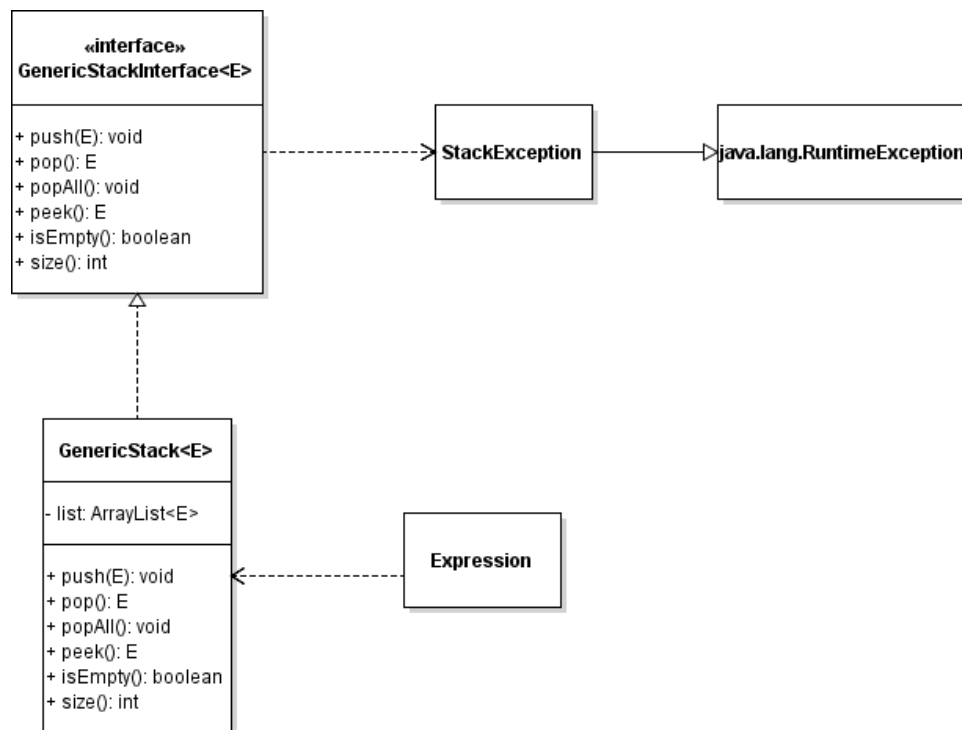 «interface»
GenericStackInterface<E>
+ push(E): void
+ pop(): E
+ popAll(): void
+ peek(): E
+ isEmpty(): boolean
+ size(): int
StackException
java.lang.RuntimeException
GenericStack<E>
- list: ArrayList<E>
+ push(E): void
+ pop(): E
+ popAll(): void
+ peek(): E
+ isEmpty(): boolean
+ size(): int
Expression